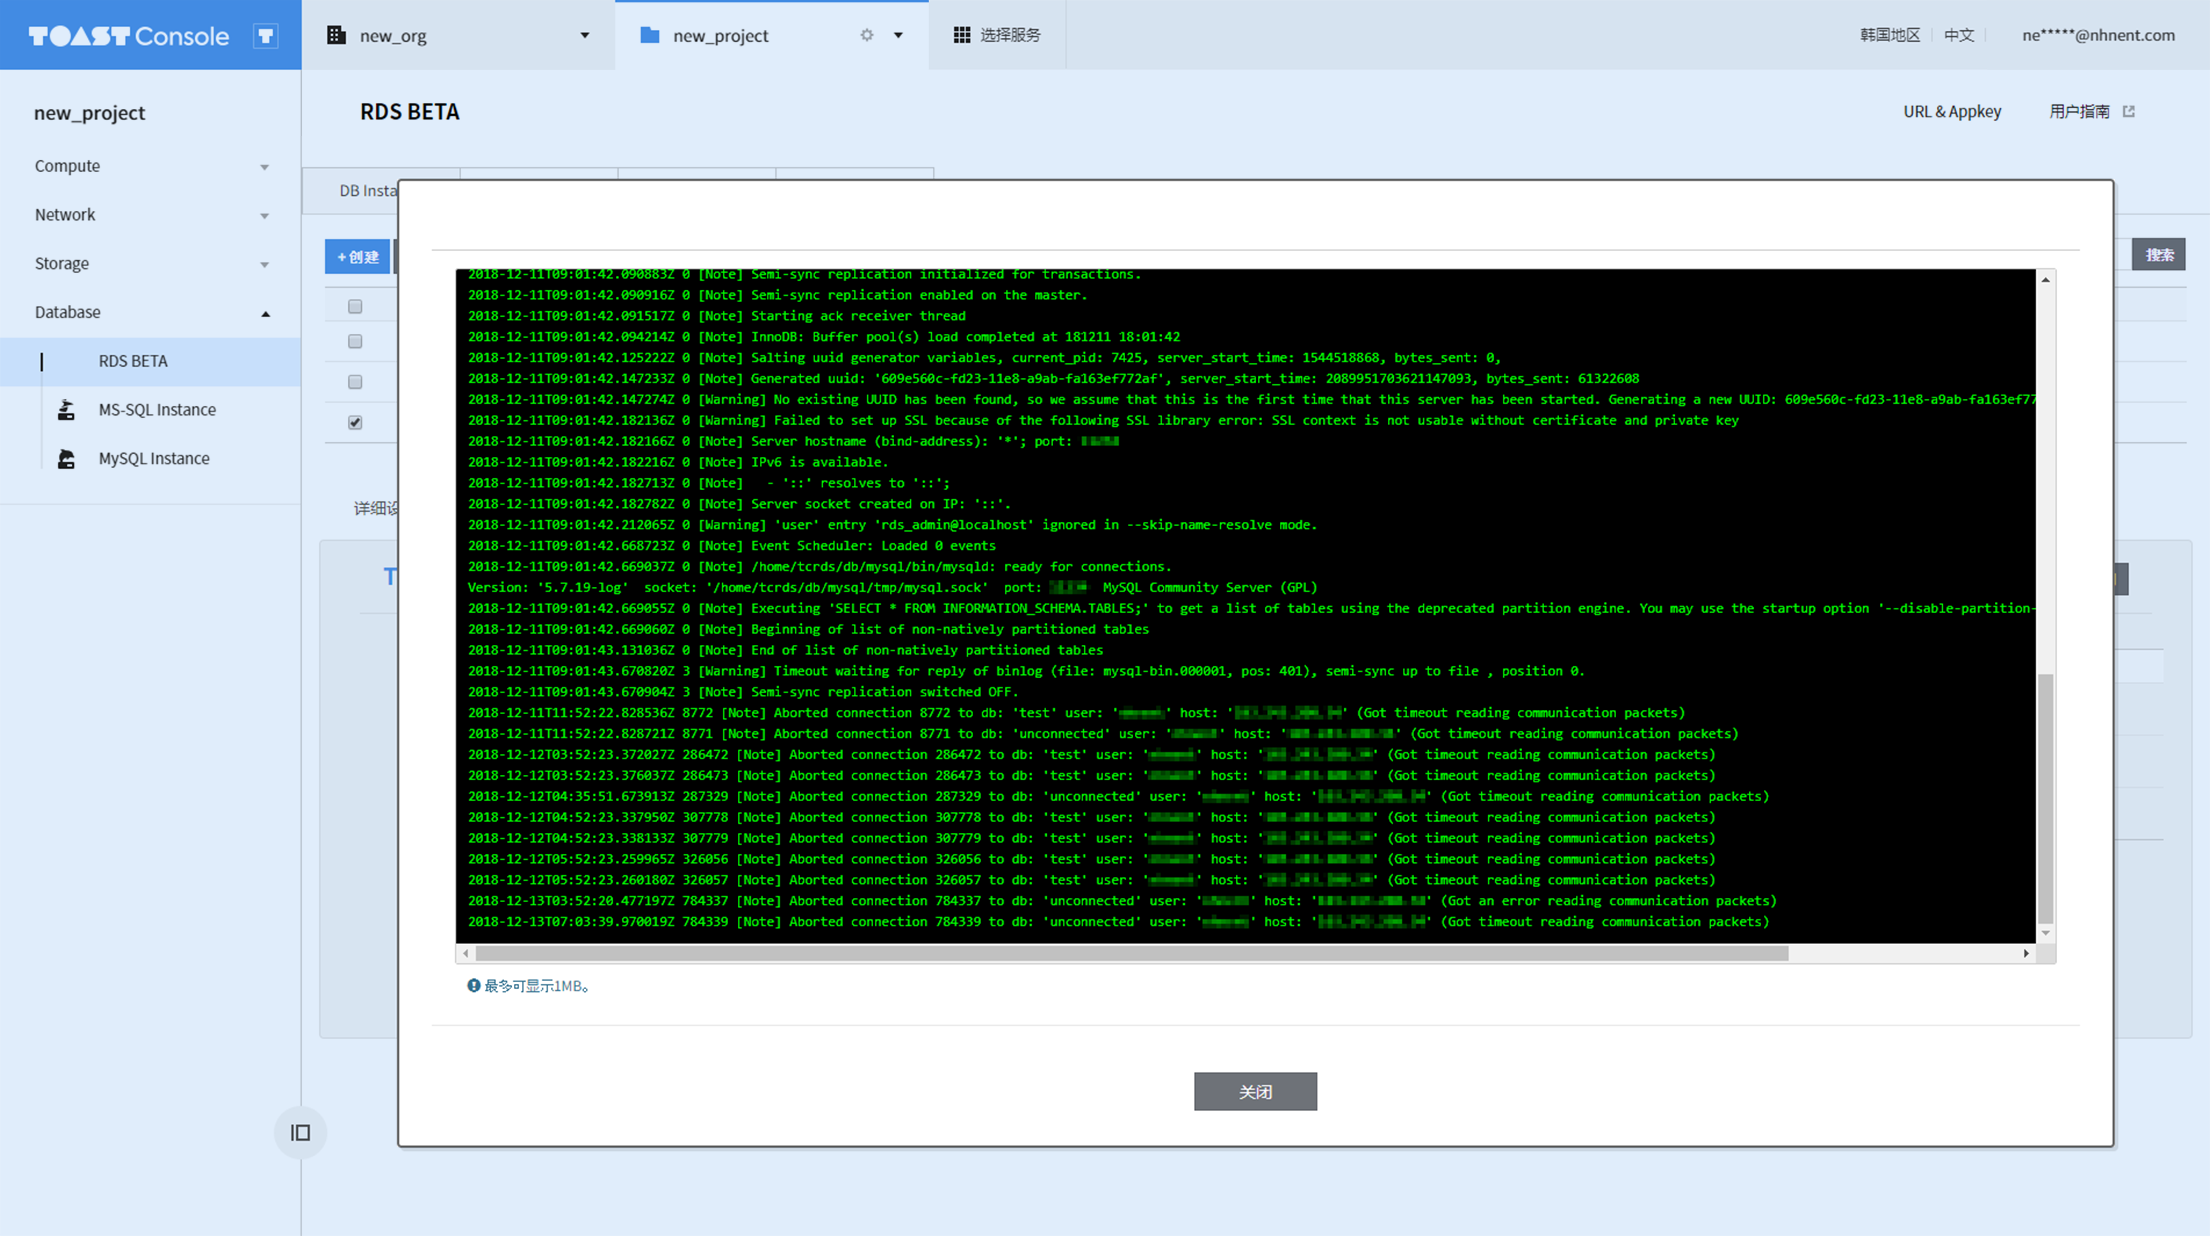 TOAST Console
new_org
new_project
选择服务
韩国地区
中文
ne*****@nhnent.com
new_project
RDS BETA
URL & Appkey
用户指南
Compute
Network
Storage
Database
RDS BETA
MS-SQL Instance
MySQL Instance
DB Insta
+ 创建
搜索
详细设
T
2018-12-11T09:01:42.090883Z 0 [Note] Semi-sync replication initialized for transactions.
2018-12-11T09:01:42.090916Z 0 [Note] Semi-sync replication enabled on the master.
2018-12-11T09:01:42.091517Z 0 [Note] Starting ack receiver thread
2018-12-11T09:01:42.094214Z 0 [Note] InnoDB: Buffer pool(s) load completed at 181211 18:01:42
2018-12-11T09:01:42.125222Z 0 [Note] Salting uuid generator variables, current_pid: 7425, server_start_time: 1544518868, bytes_sent: 0,
2018-12-11T09:01:42.147233Z 0 [Note] Generated uuid: '609e560c-fd23-11e8-a9ab-fa163ef772af', server_start_time: 2089951703621147093, bytes_sent: 61322608
2018-12-11T09:01:42.147274Z 0 [Warning] No existing UUID has been found, so we assume that this is the first time that this server has been started. Generating a new UUID: 609e560c-fd23-11e8-a9ab-fa163ef77
2018-12-11T09:01:42.182136Z 0 [Warning] Failed to set up SSL because of the following SSL library error: SSL context is not usable without certificate and private key
2018-12-11T09:01:42.182166Z 0 [Note] Server hostname (bind-address): '*'; port:
2018-12-11T09:01:42.182216Z 0 [Note] IPv6 is available.
2018-12-11T09:01:42.182713Z 0 [Note]   - '::' resolves to '::';
2018-12-11T09:01:42.182782Z 0 [Note] Server socket created on IP: '::'.
2018-12-11T09:01:42.212065Z 0 [Warning] 'user' entry 'rds_admin@localhost' ignored in --skip-name-resolve mode.
2018-12-11T09:01:42.668723Z 0 [Note] Event Scheduler: Loaded 0 events
2018-12-11T09:01:42.669037Z 0 [Note] /home/tcrds/db/mysql/bin/mysqld: ready for connections.
Version: '5.7.19-log'  socket: '/home/tcrds/db/mysql/tmp/mysql.sock'  port:  MySQL Community Server (GPL)
2018-12-11T09:01:42.669055Z 0 [Note] Executing 'SELECT * FROM INFORMATION_SCHEMA.TABLES;' to get a list of tables using the deprecated partition engine. You may use the startup option '--disable-partition-
2018-12-11T09:01:42.669060Z 0 [Note] Beginning of list of non-natively partitioned tables
2018-12-11T09:01:43.131036Z 0 [Note] End of list of non-natively partitioned tables
2018-12-11T09:01:43.670820Z 3 [Warning] Timeout waiting for reply of binlog (file: mysql-bin.000001, pos: 401), semi-sync up to file , position 0.
2018-12-11T09:01:43.670904Z 3 [Note] Semi-sync replication switched OFF.
2018-12-11T11:52:22.828536Z 8772 [Note] Aborted connection 8772 to db: 'test' user: '' host: '' (Got timeout reading communication packets)
2018-12-11T11:52:22.828721Z 8771 [Note] Aborted connection 8771 to db: 'unconnected' user: '' host: '' (Got timeout reading communication packets)
2018-12-12T03:52:23.372027Z 286472 [Note] Aborted connection 286472 to db: 'test' user: '' host: '' (Got timeout reading communication packets)
2018-12-12T03:52:23.376037Z 286473 [Note] Aborted connection 286473 to db: 'test' user: '' host: '' (Got timeout reading communication packets)
2018-12-12T04:35:51.673913Z 287329 [Note] Aborted connection 287329 to db: 'unconnected' user: '' host: '' (Got timeout reading communication packets)
2018-12-12T04:52:23.337950Z 307778 [Note] Aborted connection 307778 to db: 'test' user: '' host: '' (Got timeout reading communication packets)
2018-12-12T04:52:23.338133Z 307779 [Note] Aborted connection 307779 to db: 'test' user: '' host: '' (Got timeout reading communication packets)
2018-12-12T05:52:23.259965Z 326056 [Note] Aborted connection 326056 to db: 'test' user: '' host: '' (Got timeout reading communication packets)
2018-12-12T05:52:23.260180Z 326057 [Note] Aborted connection 326057 to db: 'test' user: '' host: '' (Got timeout reading communication packets)
2018-12-13T03:52:20.477197Z 784337 [Note] Aborted connection 784337 to db: 'unconnected' user: '' host: '' (Got an error reading communication packets)
2018-12-13T07:03:39.970019Z 784339 [Note] Aborted connection 784339 to db: 'unconnected' user: '' host: '' (Got timeout reading communication packets)
最多可显示1MB。
关闭